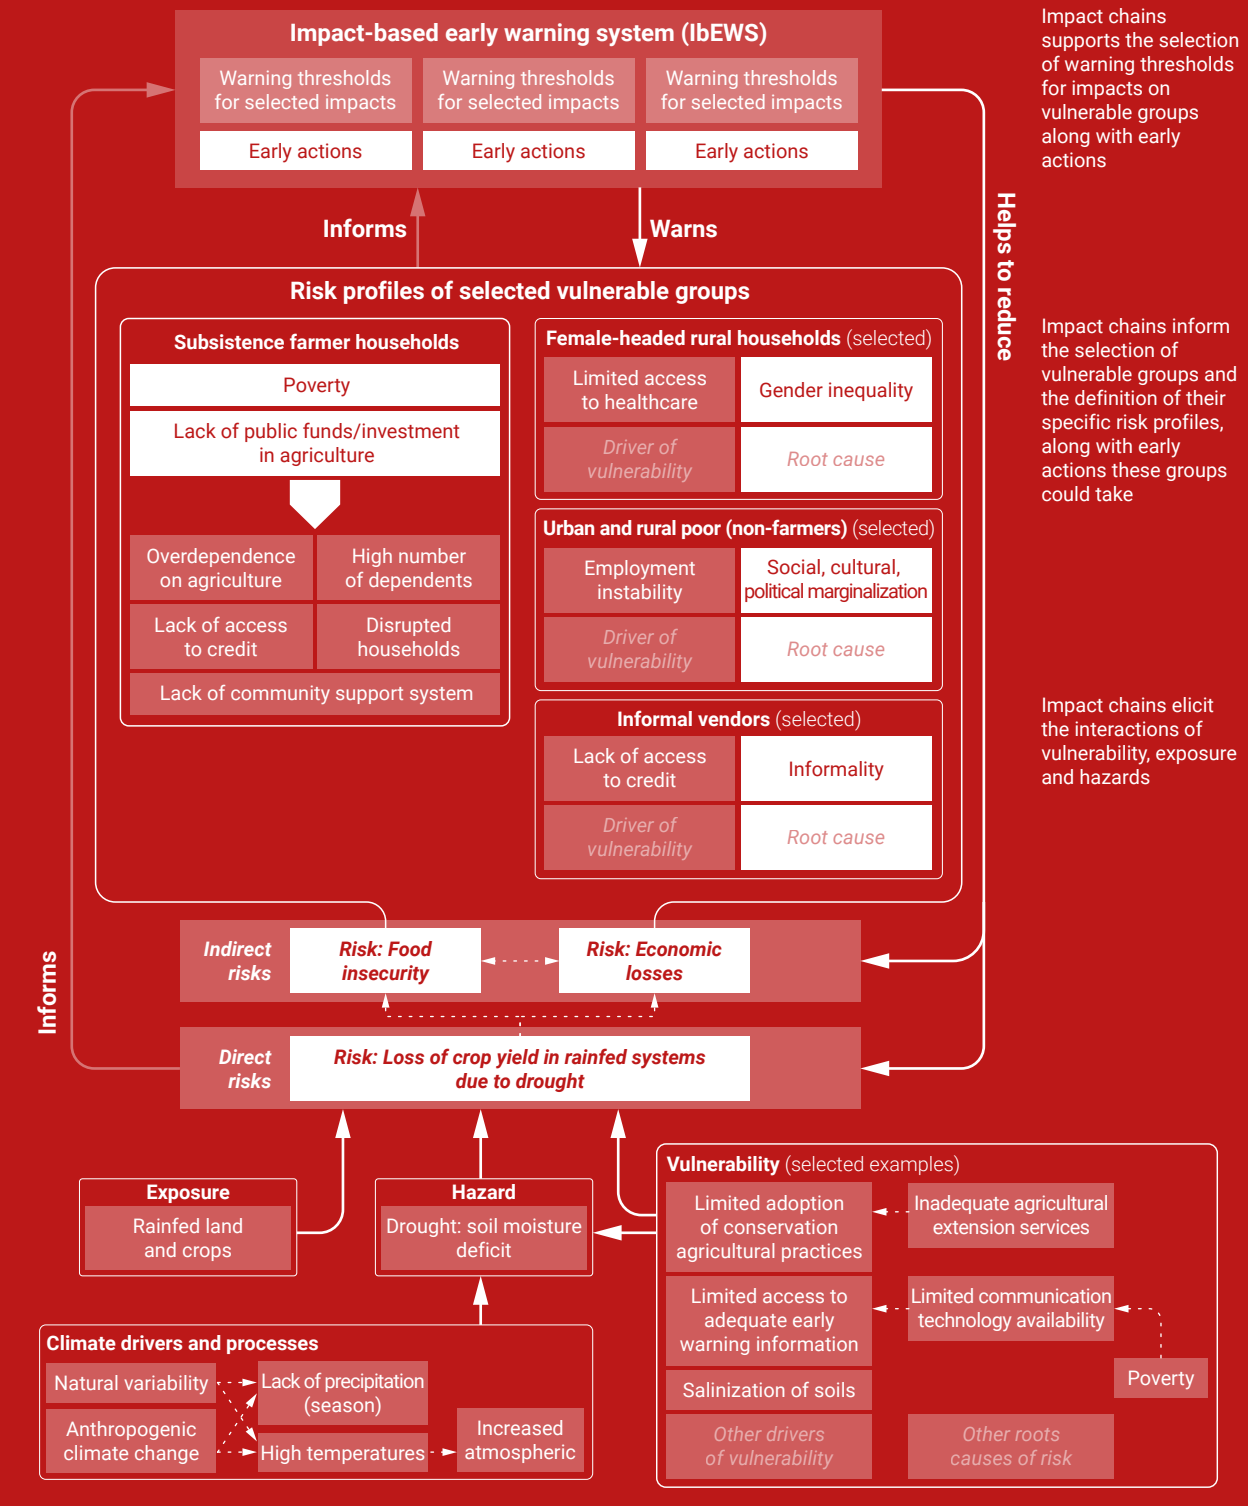 Impact-based early warning system (IbEWS)
Warning thresholds
for selected impacts
Warning thresholds
for selected impacts
Warning thresholds
for selected impacts
Early actions
Early actions
Early actions
Impact chains
supports the selection
of warning thresholds
for impacts on
vulnerable groups
along with early
actions
Informs
Warns
Helps to reduce
Risk profiles of selected vulnerable groups
Subsistence farmer households
Poverty
Lack of public funds/investment
in agriculture
Overdependence
on agriculture
High number
of dependents
Lack of access
to credit
Disrupted
households
Lack of community support system
Female-headed rural households (selected)
Limited access
to healthcare
Gender inequality
Driver of
vulnerability
Root cause
Urban and rural poor (non-farmers) (selected)
Employment
instability
Social, cultural,
political marginalization
Driver of
vulnerability
Root cause
Informal vendors (selected)
Lack of access
to credit
Informality
Driver of
vulnerability
Root cause
Impact chains inform
the selection of
vulnerable groups and
the definition of their
specific risk profiles,
along with early
actions these groups
could take
Impact chains elicit
the interactions of
vulnerability, exposure
and hazards
Informs
Indirect
risks
Risk: Food
insecurity
Risk: Economic
losses
Direct
risks
Risk: Loss of crop yield in rainfed systems
due to drought
Exposure
Rainfed land
and crops
Hazard
Drought: soil moisture
deficit
Climate drivers and processes
Natural variability
Anthropogenic
climate change
Lack of precipitation
(season)
High temperatures
Increased
atmospheric
Vulnerability (selected examples)
Limited adoption
of conservation
agricultural practices
Inadequate agricultural
extension services
Limited access to
adequate early
warning information
Limited communication
technology availability
Poverty
Salinization of soils
Other drivers
of vulnerability
Other roots
causes of risk